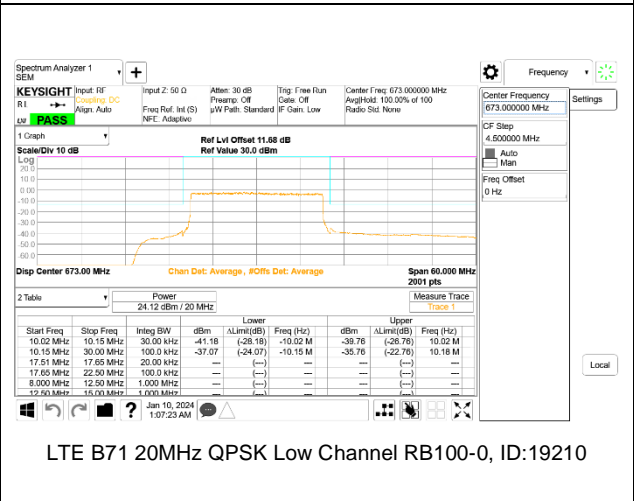 Spectrum Analyzer 1
SEM
Frequency
KEYSIGHT
Input: RF
Coupling: DC
Align: Auto
Input Z: 50 Ω
Freq Ref: Int (S)
NFE: Adaptive
Atten: 30 dB
Preamp: Off
µW Path: Standard
Trig: Free Run
Gate: Off
IF Gain: Low
Center Freq: 673.000000 MHz
Avg|Hold: 100.00% of 100
Radio Std: None
PASS
Center Frequency
673.000000 MHz
Settings
CF Step
4.500000 MHz
Auto
Man
Freq Offset
0 Hz
Local
1 Graph
Scale/Div 10 dB
Ref Lvl Offset 11.68 dB
Ref Value 30.0 dBm
Log
20.0
10.0
0.00
-10.0
-20.0
-30.0
-40.0
-50.0
-60.0
Disp Center 673.00 MHz
Chan Det: Average, #Offs Det: Average
Span 60.000 MHz
2001 pts
2 Table
Power
24.12 dBm / 20 MHz
Measure Trace
Trace 1
Lower Upper
Start Freq Stop Freq Integ BW dBm ΔLimit(dB) Freq (Hz) dBm ΔLimit(dB) Freq (Hz)
10.02 MHz 10.15 MHz 30.00 kHz -41.18 (-28.18) -10.02 M -39.76 (-26.76) 10.02 M
10.15 MHz 30.00 MHz 100.0 kHz -37.07 (-24.07) -10.15 M -35.76 (-22.76) 10.18 M
17.51 MHz 17.65 MHz 20.00 kHz --- (---) --- --- (---) ---
17.65 MHz 22.50 MHz 100.0 kHz --- (---) --- --- (---) ---
8.000 MHz 12.50 MHz 1.000 MHz --- (---) --- --- (---) ---
12.50 MHz 15.00 MHz 1.000 MHz --- (---) --- --- (---) ---
Jan 10, 2024
1:07:23 AM
LTE B71 20MHz QPSK Low Channel RB100-0, ID:19210